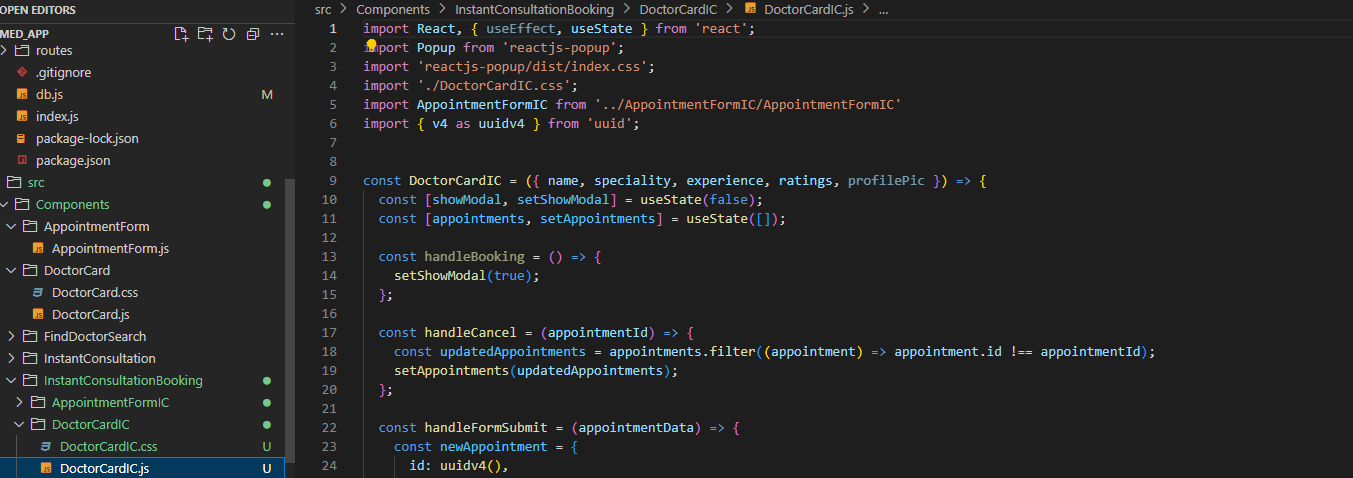 OPEN EDITORS
MED_APP
routes
.gitignore
db.js M
index.js
package-lock.json
package.json
src
Components
AppointmentForm
AppointmentForm.js
DoctorCard
DoctorCard.css
DoctorCard.js
FindDoctorSearch
InstantConsultation
InstantConsultationBooking
AppointmentFormIC
DoctorCardIC
DoctorCardIC.css U
DoctorCardIC.js U
src > Components > InstantConsultationBooking > DoctorCardIC > JS DoctorCardIC.js > ...
1 import React, { useEffect, useState } from 'react';
2 import Popup from 'reactjs-popup';
3 import 'reactjs-popup/dist/index.css';
4 import './DoctorCardIC.css';
5 import AppointmentFormIC from '../AppointmentFormIC/AppointmentFormIC'
6 import { v4 as uuidv4 } from 'uuid';
7
8
9 const DoctorCardIC = ({ name, speciality, experience, ratings, profilePic }) => {
10 const [showModal, setShowModal] = useState(false);
11 const [appointments, setAppointments] = useState([]);
12
13 const handleBooking = () => {
14 setShowModal(true);
15 };
16
17 const handleCancel = (appointmentId) => {
18 const updatedAppointments = appointments.filter((appointment) => appointment.id !== appointmentId);
19 setAppointments(updatedAppointments);
20 };
21
22 const handleFormSubmit = (appointmentData) => {
23 const newAppointment = {
24 id: uuidv4(),